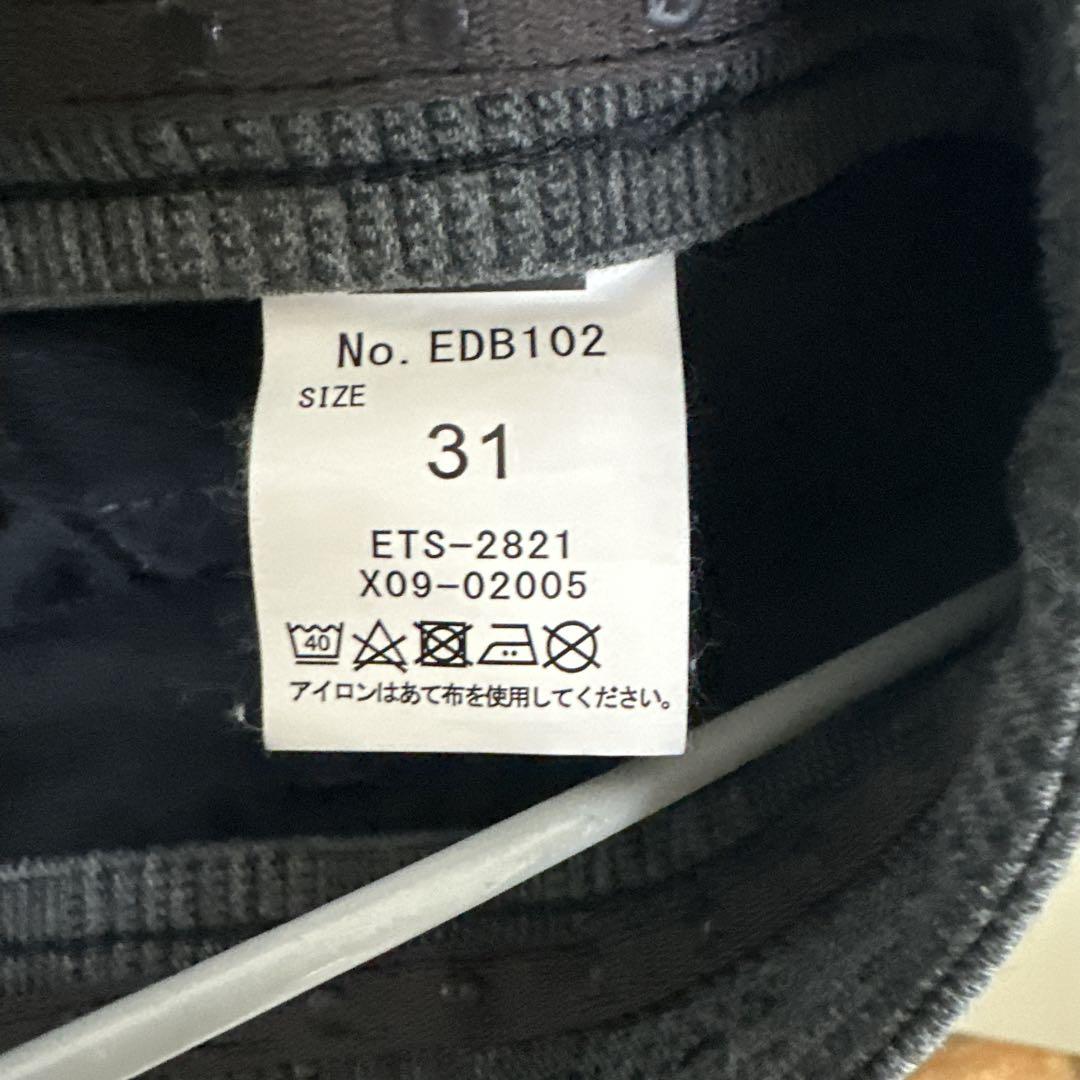 No. EDB102
SIZE
31
ETS-2821
X09-02005
40
アイロンはあて布を使用してください。